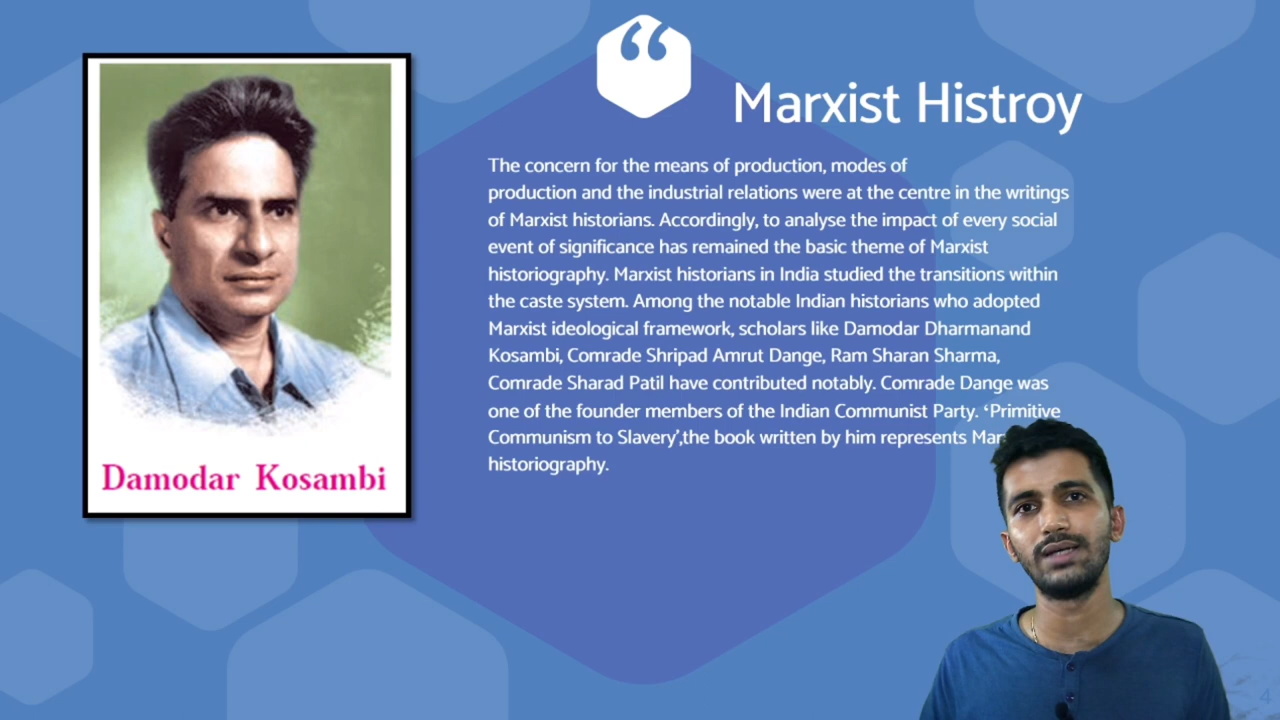 “
Marxist Histroy
The concern for the means of production, modes of
production and the industrial relations were at the centre in the writings
of Marxist historians. Accordingly, to analyse the impact of every social
event of significance has remained the basic theme of Marxist
historiography. Marxist historians in India studied the transitions within
the caste system. Among the notable Indian historians who adopted
Marxist ideological framework, scholars like Damodar Dharmanand
Kosambi, Comrade Shripad Amrut Dange, Ram Sharan Sharma,
Comrade Sharad Patil have contributed notably. Comrade Dange was
one of the founder members of the Indian Communist Party. ‘Primitive
Communism to Slavery’,the book written by him represents Mar
historiography.
Damodar Kosambi
4